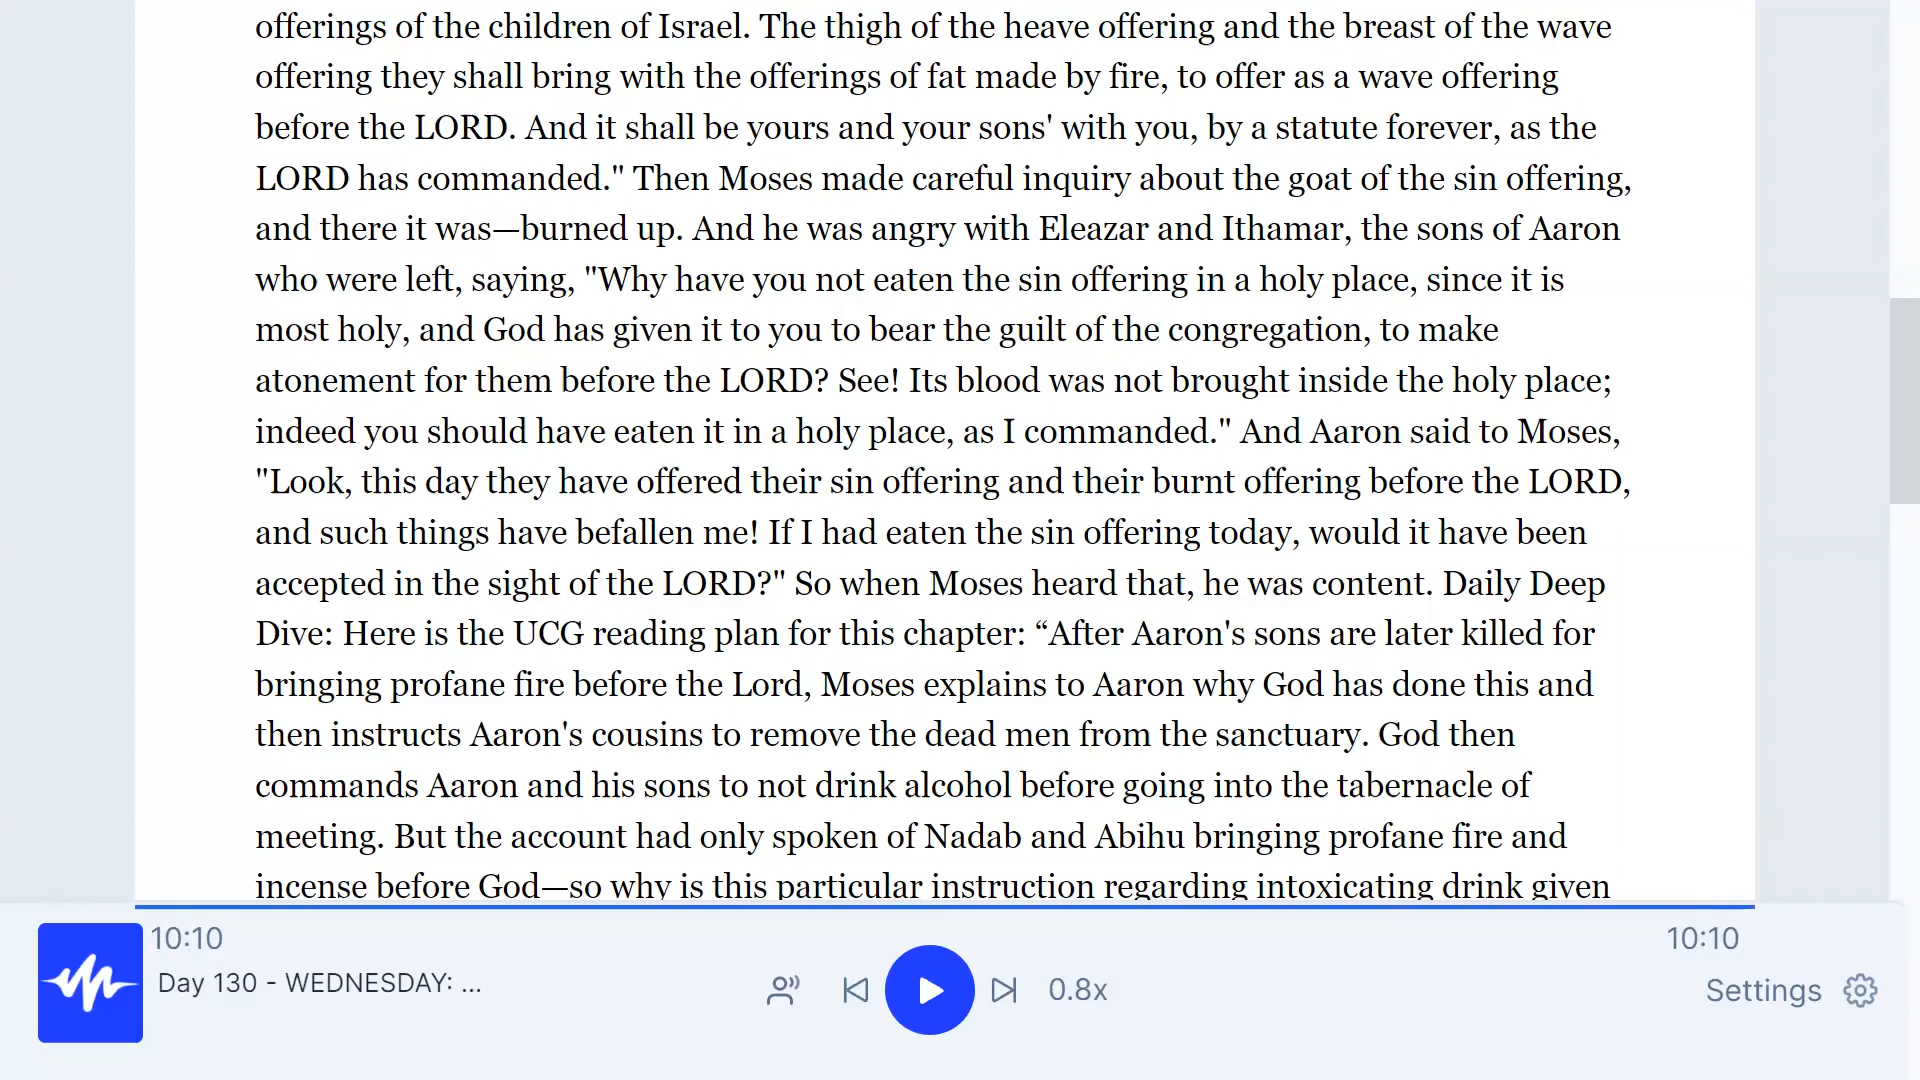 offerings of the children of Israel. The thigh of the heave offering and the breast of the wave
offering they shall bring with the offerings of fat made by fire, to offer as a wave offering
before the LORD. And it shall be yours and your sons' with you, by a statute forever, as the
LORD has commanded." Then Moses made careful inquiry about the goat of the sin offering,
and there it was—burned up. And he was angry with Eleazar and Ithamar, the sons of Aaron
who were left, saying, "Why have you not eaten the sin offering in a holy place, since it is
most holy, and God has given it to you to bear the guilt of the congregation, to make
atonement for them before the LORD? See! Its blood was not brought inside the holy place;
indeed you should have eaten it in a holy place, as I commanded." And Aaron said to Moses,
"Look, this day they have offered their sin offering and their burnt offering before the LORD,
and such things have befallen me! If I had eaten the sin offering today, would it have been
accepted in the sight of the LORD?" So when Moses heard that, he was content. Daily Deep
Dive: Here is the UCG reading plan for this chapter: “After Aaron's sons are later killed for
bringing profane fire before the Lord, Moses explains to Aaron why God has done this and
then instructs Aaron's cousins to remove the dead men from the sanctuary. God then
commands Aaron and his sons to not drink alcohol before going into the tabernacle of
meeting. But the account had only spoken of Nadab and Abihu bringing profane fire and
incense before God—so why is this particular instruction regarding intoxicating drink given
10:10
10:10
Day 130 - WEDNESDAY: ...
0.8x
Settings